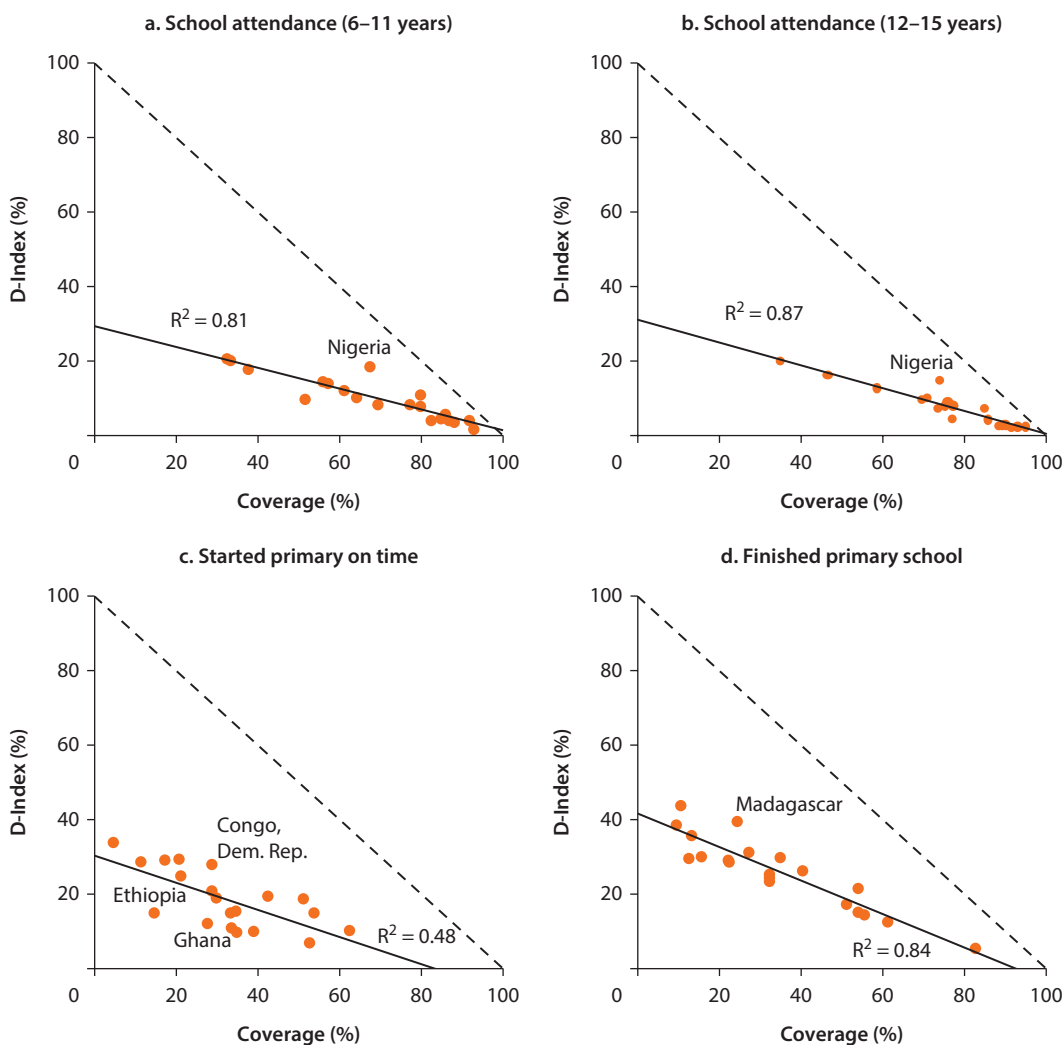 a. School attendance (6–11 years)
100
80
60
40
20
0
20
40
60
80
100
D-Index (%)
Coverage (%)
R² = 0.81
Nigeria
b. School attendance (12–15 years)
100
80
60
40
20
0
20
40
60
80
100
D-Index (%)
Coverage (%)
R² = 0.87
Nigeria
c. Started primary on time
100
80
60
40
20
0
20
40
60
80
100
D-Index (%)
Coverage (%)
Congo,
Dem. Rep.
Ethiopia
Ghana
R² = 0.48
d. Finished primary school
100
80
60
40
20
0
20
40
60
80
100
D-Index (%)
Coverage (%)
Madagascar
R² = 0.84